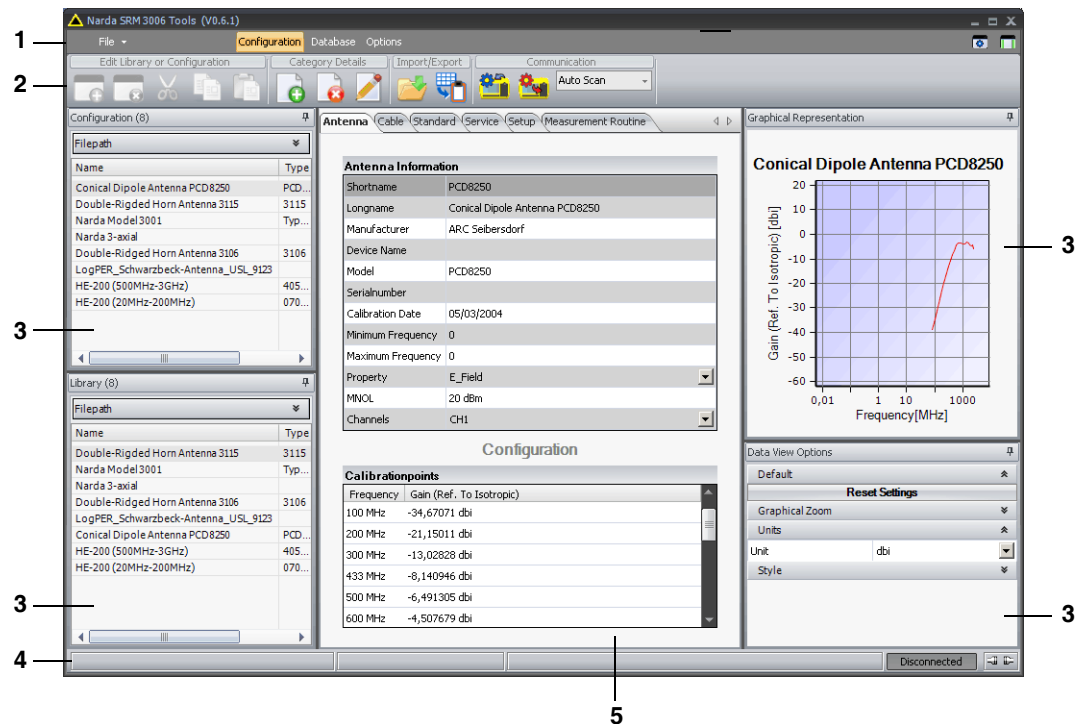 Narda SRM 3006 Tools (V0.6.1)
1
File
Configuration Database Options
Edit Library or Configuration
Category Details
Import/Export
Communication
2
Auto Scan
Configuration (8)
Filepath
Name Type
Conical Dipole Antenna PCD8250 PCD...
Double-Rigded Horn Antenna 3115 3115
Narda Model 3001 Typ...
Narda 3-axial
Double-Ridged Horn Antenna 3106 3106
LogPER_Schwarzbeck-Antenna_USL_9123
HE-200 (500MHz-3GHz) 405...
HE-200 (20MHz-200MHz) 070...
3
Library (8)
Filepath
Name Type
Double-Rigded Horn Antenna 3115 3115
Narda Model 3001 Typ...
Narda 3-axial
Double-Ridged Horn Antenna 3106 3106
LogPER_Schwarzbeck-Antenna_USL_9123
Conical Dipole Antenna PCD8250 PCD...
HE-200 (500MHz-3GHz) 405...
HE-200 (20MHz-200MHz) 070...
3
Antenna Cable Standard Service Setup Measurement Routine
Antenna Information
Shortname PCD8250
Longname Conical Dipole Antenna PCD8250
Manufacturer ARC Seibersdorf
Device Name
Model PCD8250
Serialnumber
Calibration Date 05/03/2004
Minimum Frequency 0
Maximum Frequency 0
Property E_Field
MNOL 20 dBm
Channels CH1
Configuration
Calibrationpoints
Frequency Gain (Ref. To Isotropic)
100 MHz -34,67071 dbi
200 MHz -21,15011 dbi
300 MHz -13,02828 dbi
433 MHz -8,140946 dbi
500 MHz -6,491305 dbi
600 MHz -4,507679 dbi
Graphical Representation
Conical Dipole Antenna PCD8250
Gain (Ref. To Isotropic) [dbi]
20
10
0
-10
-20
-30
-40
-50
-60
0,01 1 10 1000
Frequency[MHz]
3
Data View Options
Default
Reset Settings
Graphical Zoom
Units
Unit dbi
Style
3
4
Disconnected
5